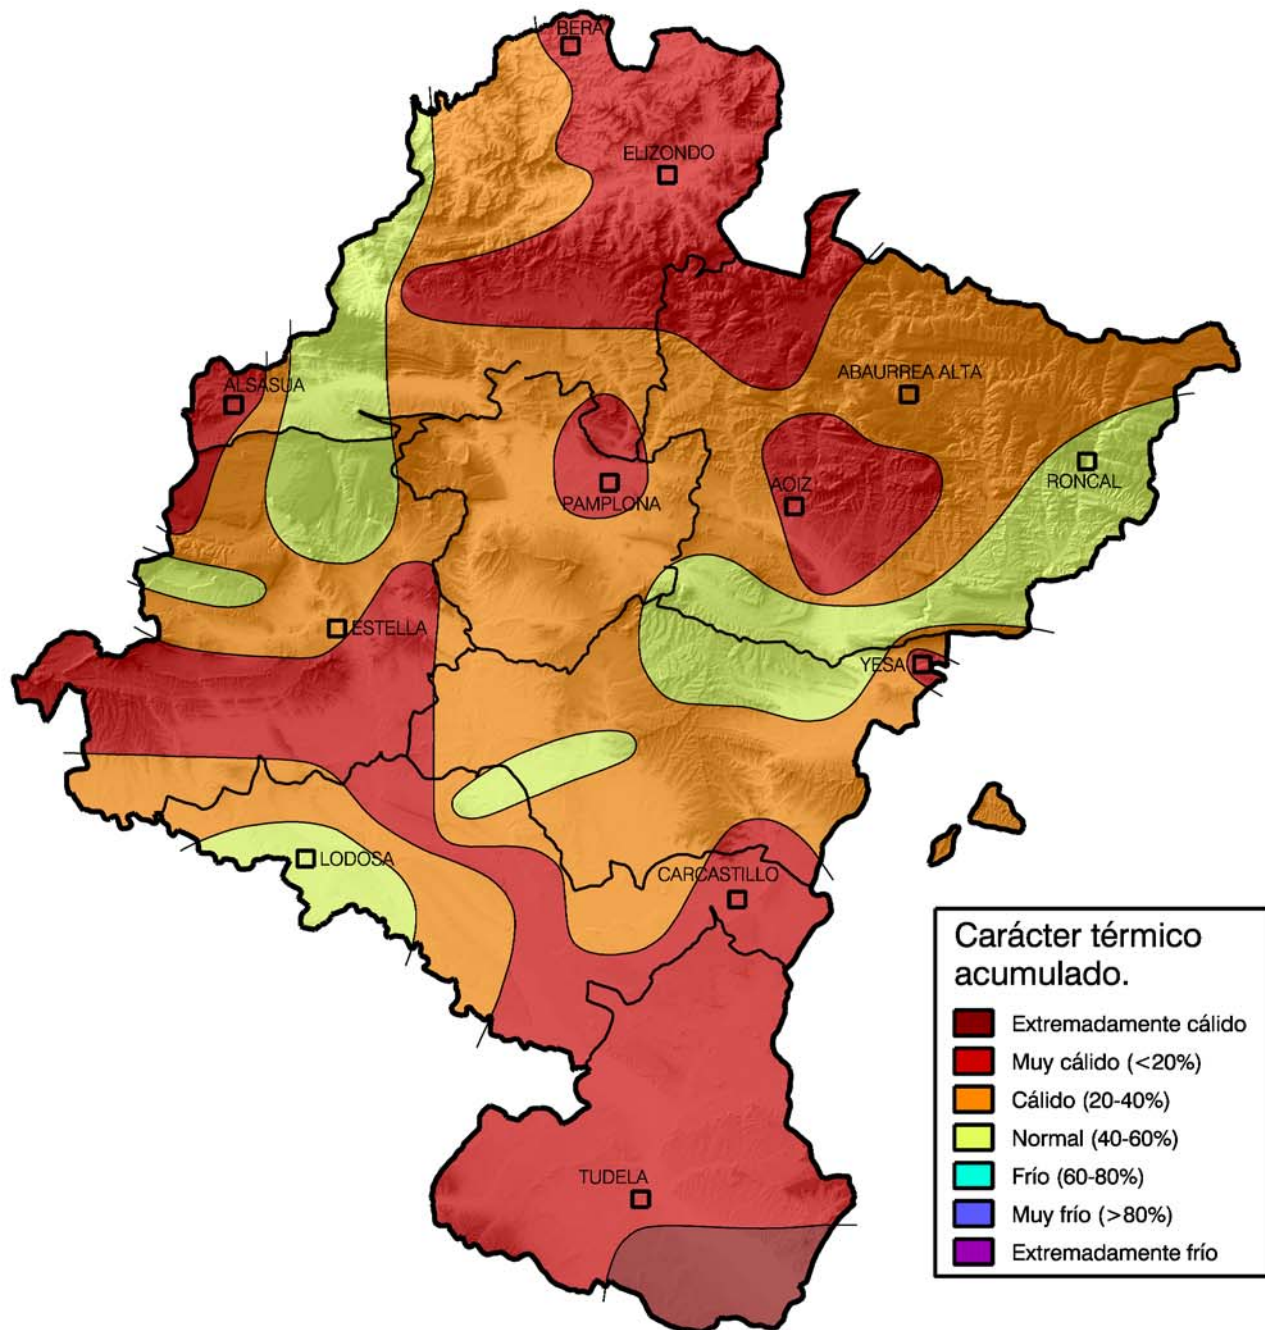 BERA
ELIZONDO
ALSASUA
ABAURREA ALTA
PAMPLONA
AOIZ
RONCAL
ESTELLA
YESA
LODOSA
CARCASTILLO
TUDELA
Carácter térmico
acumulado.
Extremadamente cálido
Muy cálido (<20%)
Cálido (20-40%)
Normal (40-60%)
Frío (60-80%)
Muy frío (>80%)
Extremadamente frío